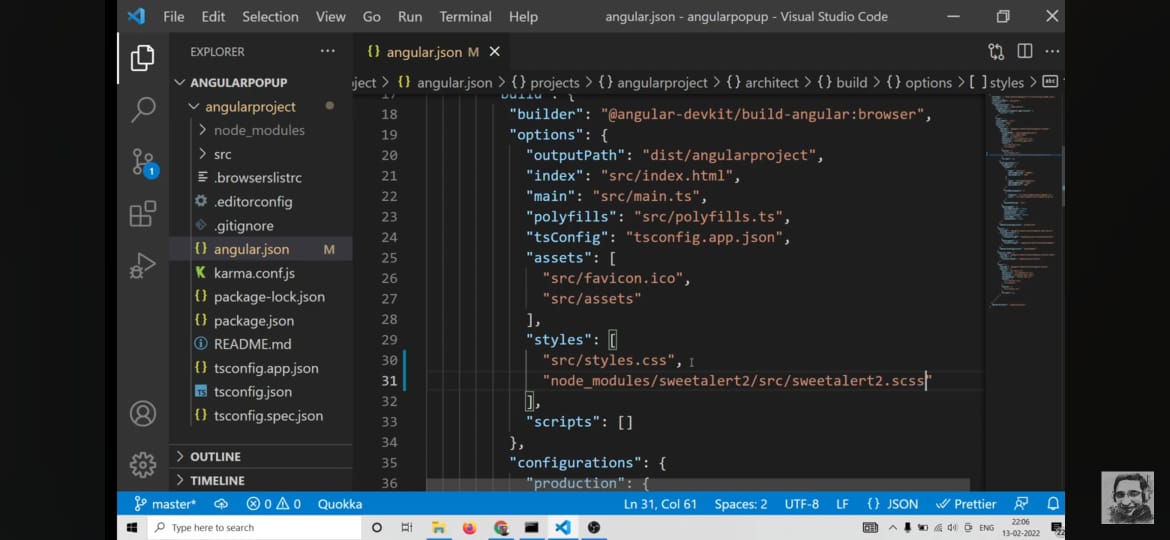 File Edit Selection View Go Run Terminal Help angular.json - angularpopup - Visual Studio Code
EXPLORER
ANGULARPOPUP
angularproject
node_modules
src
.browserslistrc
.editorconfig
.gitignore
angular.json M
karma.conf.js
package-lock.json
package.json
README.md
tsconfig.app.json
tsconfig.json
tsconfig.spec.json
OUTLINE
TIMELINE
1
{} angular.json M
ject > {} angular.json > {} projects > {} angularproject > {} architect > {} build > {} options > [ ] styles >
18 "builder": "@angular-devkit/build-angular:browser",
19 "options": {
20 "outputPath": "dist/angularproject",
21 "index": "src/index.html",
22 "main": "src/main.ts",
23 "polyfills": "src/polyfills.ts",
24 "tsConfig": "tsconfig.app.json",
25 "assets": [
26 "src/favicon.ico",
27 "src/assets"
28 ],
29 "styles": [
30 "src/styles.css",
31 "node_modules/sweetalert2/src/sweetalert2.scss"
32 ],
33 "scripts": []
34 },
35 "configurations": {
36 "production": {
master* 0 0 Quokka Ln 31, Col 61 Spaces: 2 UTF-8 LF {} JSON Prettier
Type here to search
ENG
22:06
13-02-2022